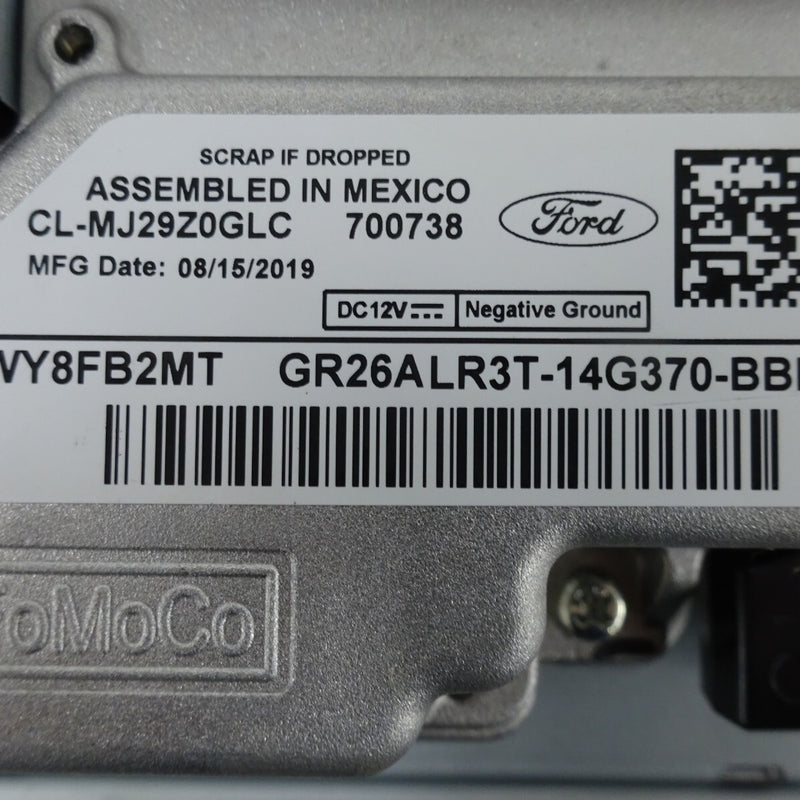 SCRAP IF DROPPED
ASSEMBLED IN MEXICO
CL-MJ29Z0GLC 700738
Ford
MFG Date: 08/15/2019
DC12V Negative Ground
VY8FB2MT GR26ALR3T-14G370-BB
FoMoCo